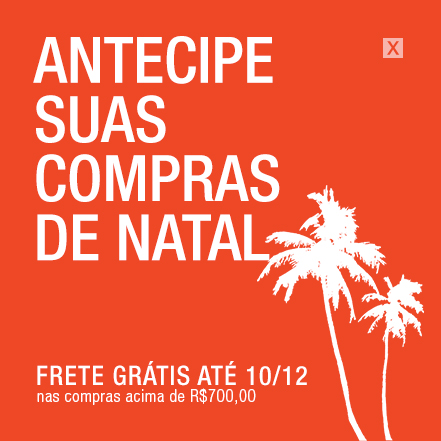 ANTECIPE
X
SUAS
COMPRAS
DE NATAL
FRETE GRÁTIS ATÉ 10/12
nas compras acima de R$700,00